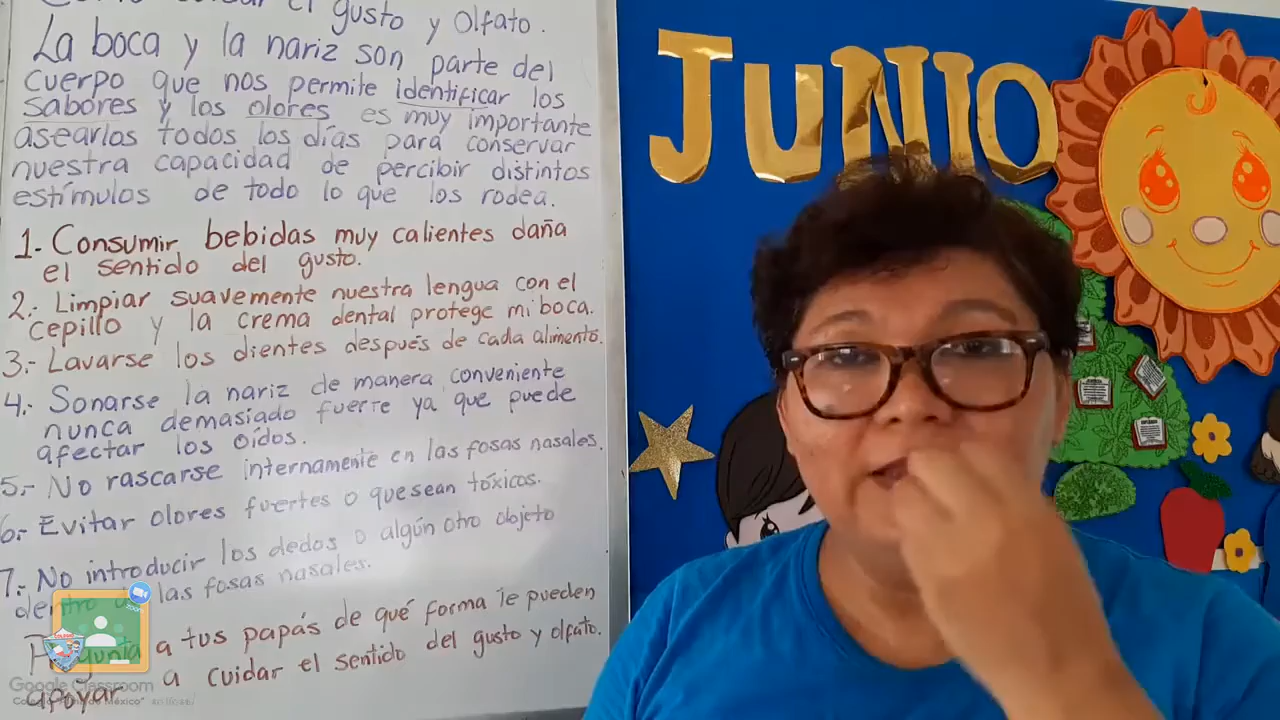 gusto y olfato.
La boca y la nariz son parte del
cuerpo que nos permite identificar los
sabores y los olores es muy importante
asearlos todos los días para conservar
nuestra capacidad de percibir distintos
estímulos de todo lo que los rodea.
1.- Consumir bebidas muy calientes daña
el sentido del gusto.
2.- Limpiar suavemente nuestra lengua con el
cepillo y la crema dental protege mi boca.
3.- Lavarse los dientes después de cada alimento.
4.- Sonarse la nariz de manera conveniente
nunca demasiado fuerte ya que puede
afectar los oídos.
5.- No rascarse internamente en las fosas nasales.
6.- Evitar olores fuertes o que sean tóxicos.
7.- No introducir los dedos o algún otro objeto
dentro las fosas nasales.
a tus papás de qué forma te pueden
apoyar a cuidar el sentido del gusto y olfato.
JUNIO
zoom
Google Classroom
México"